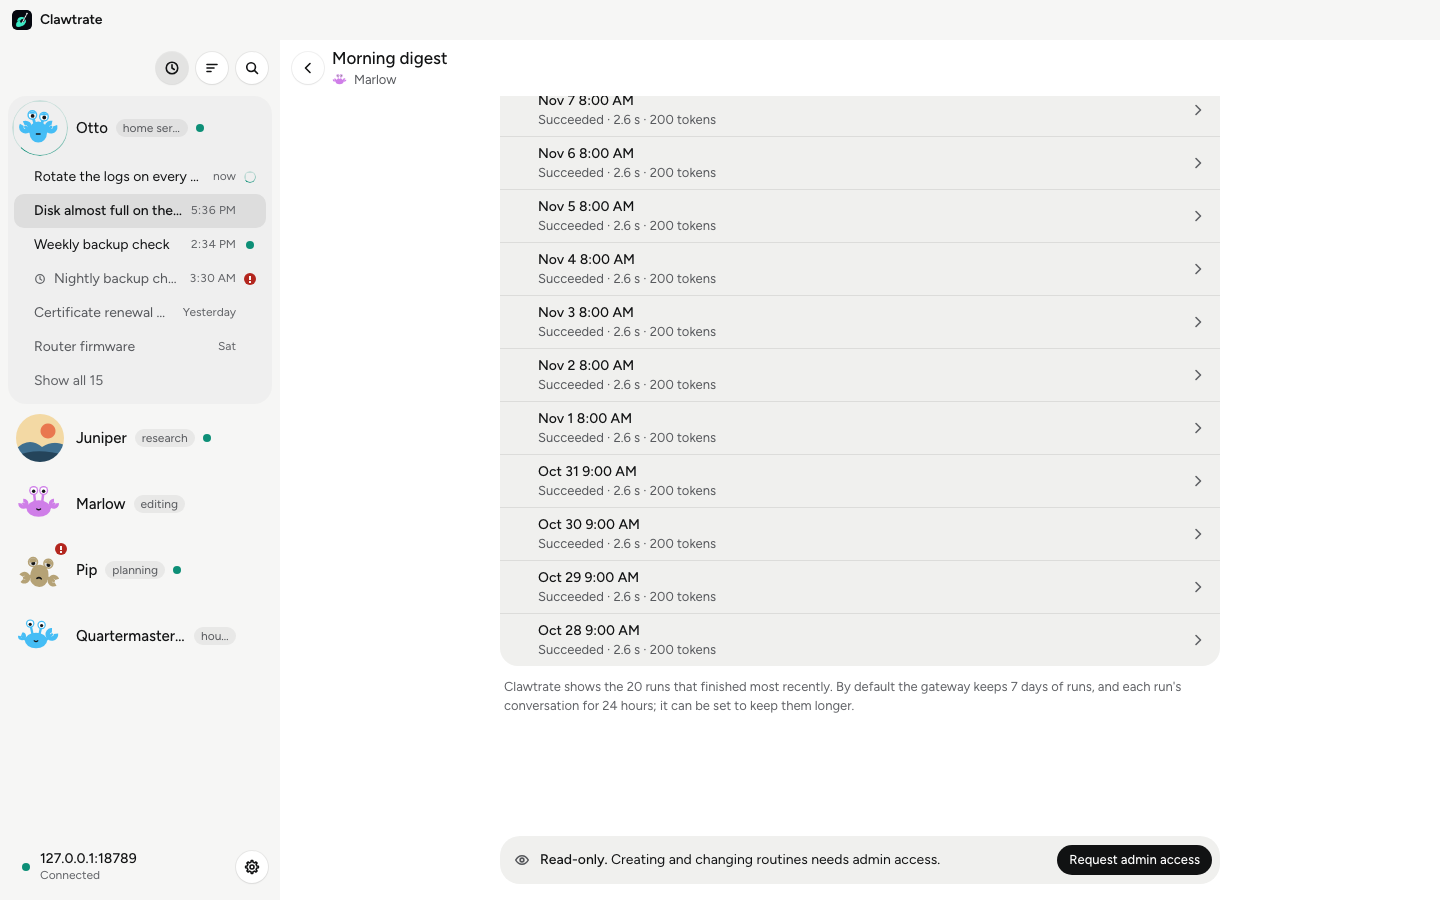 Clawtrate
Otto
home ser...
Rotate the logs on every ...
now
Disk almost full on the...
5:36 PM
Weekly backup check
2:34 PM
Nightly backup ch...
3:30 AM
Certificate renewal ...
Yesterday
Router firmware
Sat
Show all 15
Juniper
research
Marlow
editing
Pip
planning
Quartermaster...
hou...
127.0.0.1:18789
Connected
Morning digest
Marlow
Nov 7 8:00 AM
Succeeded · 2.6 s · 200 tokens
Nov 6 8:00 AM
Succeeded · 2.6 s · 200 tokens
Nov 5 8:00 AM
Succeeded · 2.6 s · 200 tokens
Nov 4 8:00 AM
Succeeded · 2.6 s · 200 tokens
Nov 3 8:00 AM
Succeeded · 2.6 s · 200 tokens
Nov 2 8:00 AM
Succeeded · 2.6 s · 200 tokens
Nov 1 8:00 AM
Succeeded · 2.6 s · 200 tokens
Oct 31 9:00 AM
Succeeded · 2.6 s · 200 tokens
Oct 30 9:00 AM
Succeeded · 2.6 s · 200 tokens
Oct 29 9:00 AM
Succeeded · 2.6 s · 200 tokens
Oct 28 9:00 AM
Succeeded · 2.6 s · 200 tokens
Clawtrate shows the 20 runs that finished most recently. By default the gateway keeps 7 days of runs, and each run's
conversation for 24 hours; it can be set to keep them longer.
Read-only. Creating and changing routines needs admin access.
Request admin access